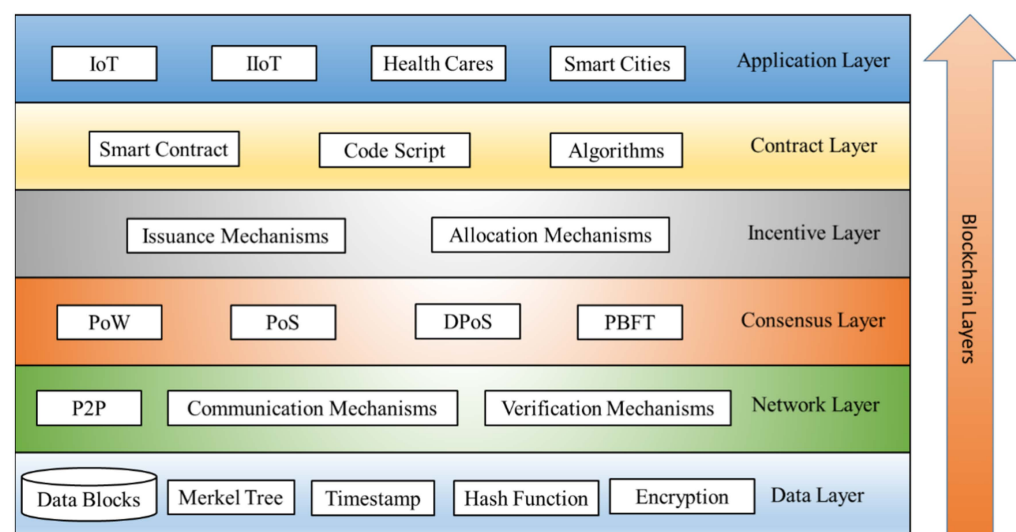 IoT
IIoT
Health Cares
Smart Cities
Application Layer
Smart Contract
Code Script
Algorithms
Contract Layer
Issuance Mechanisms
Allocation Mechanisms
Incentive Layer
PoW
PoS
DPoS
PBFT
Consensus Layer
P2P
Communication Mechanisms
Verification Mechanisms
Network Layer
Data Blocks
Merkel Tree
Timestamp
Hash Function
Encryption
Data Layer
Blockchain Layers